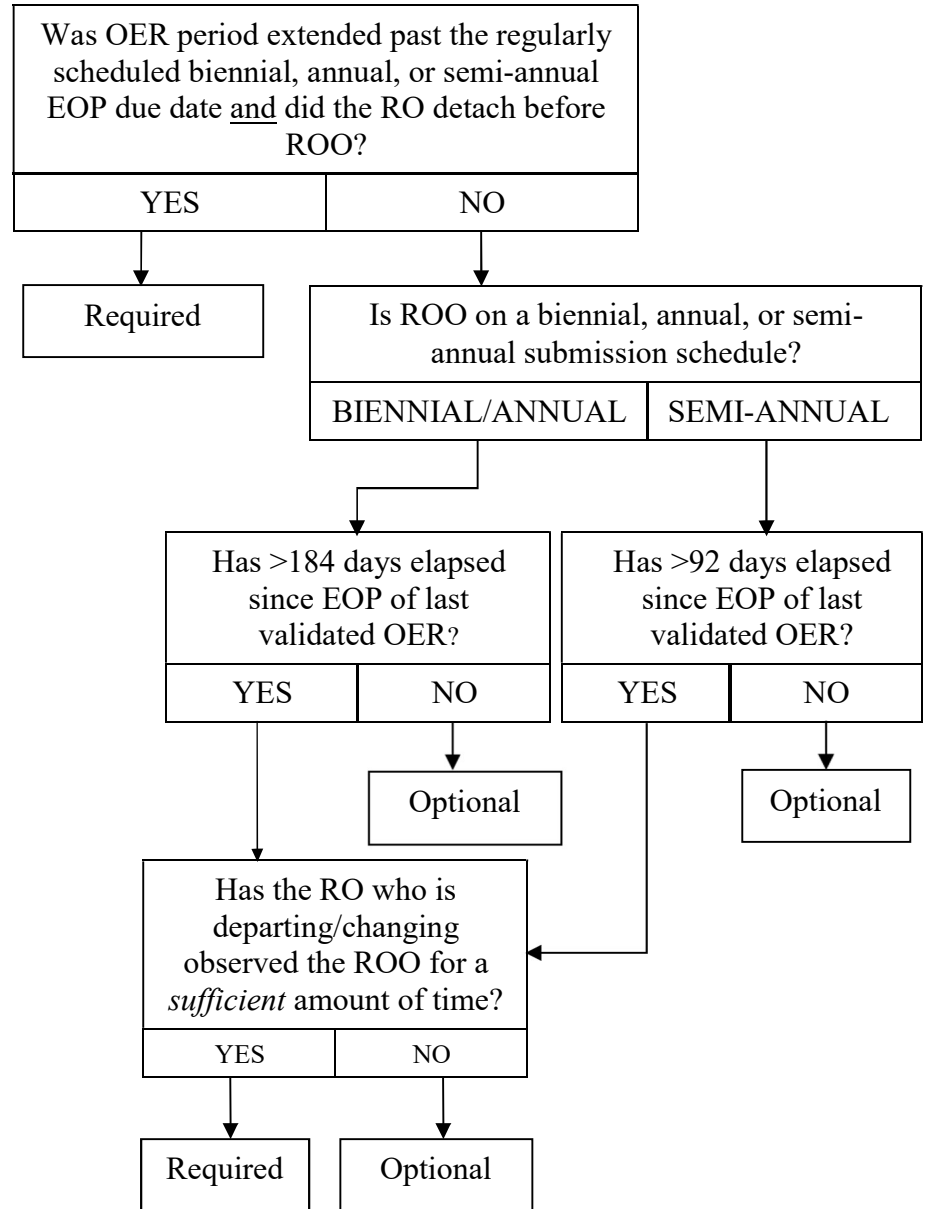 Was OER period extended past the regularly
scheduled biennial, annual, or semi-annual
EOP due date and did the RO detach before
ROO?
YES
NO
Required
Is ROO on a biennial, annual, or semi-
annual submission schedule?
BIENNIAL/ANNUAL
SEMI-ANNUAL
Has >184 days elapsed
since EOP of last
validated OER?
YES
NO
Has >92 days elapsed
since EOP of last
validated OER?
YES
NO
Optional
Optional
Has the RO who is
departing/changing
observed the ROO for a
sufficient amount of time?
YES
NO
Required
Optional